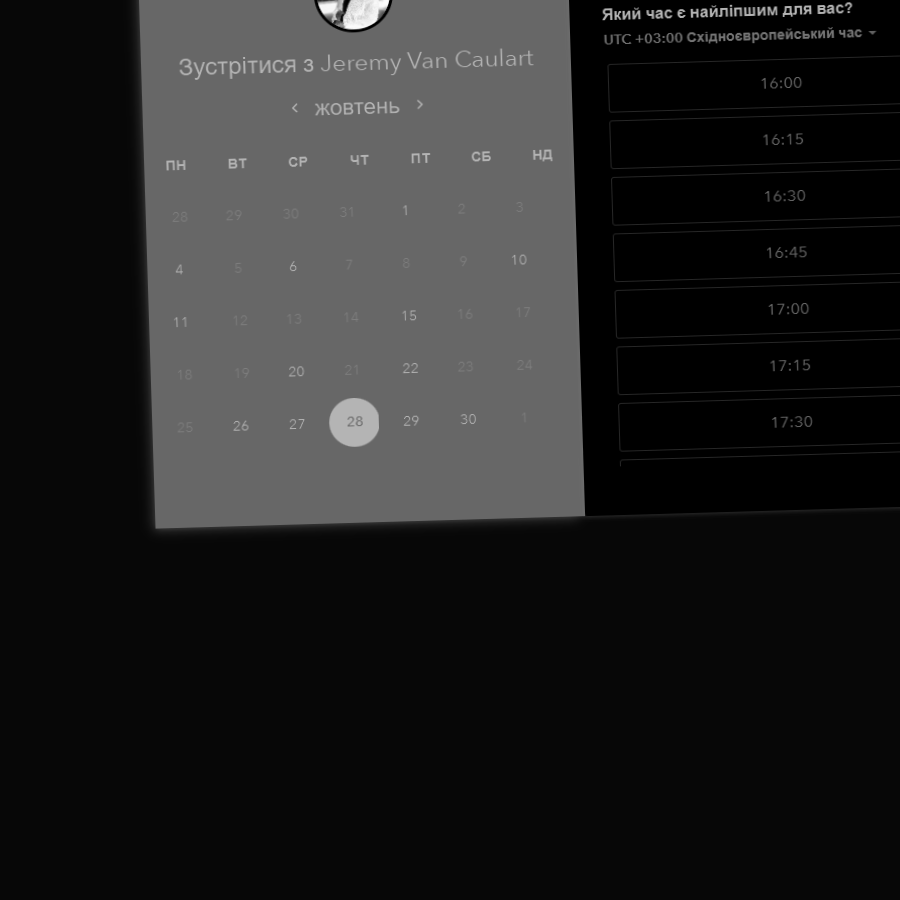 Зустрітися з Jeremy Van Caulart
жовтень
ПН ВТ СР ЧТ ПТ СБ НД
28 29 30 31 1 2 3
4 5 6 7 8 9 10
11 12 13 14 15 16 17
18 19 20 21 22 23 24
25 26 27 28 29 30 1
Який час є найліпшим для вас?
UTC +03:00 Східноєвропейський час
16:00
16:15
16:30
16:45
17:00
17:15
17:30